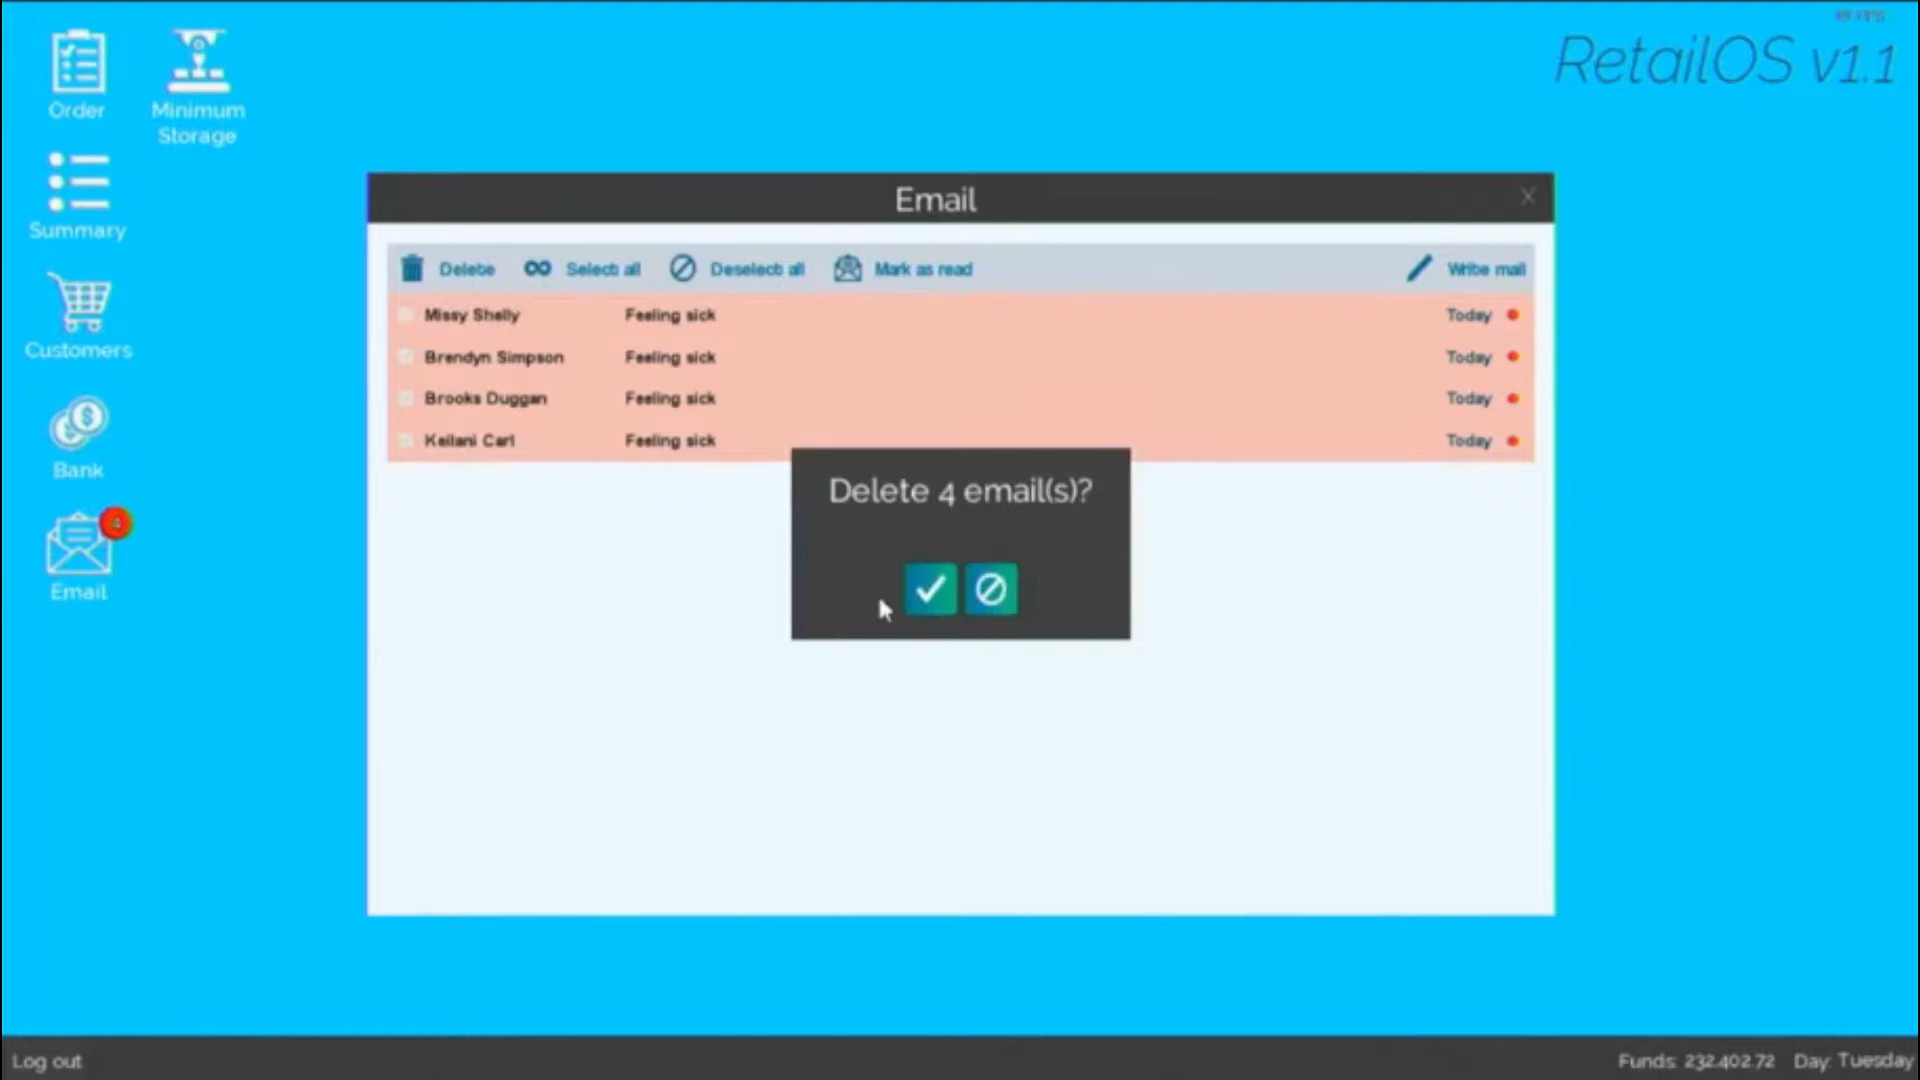 RetailOS v1.1
Order
Minimum
Storage
Summary
Customers
Bank
4
Email
Email
X
Delete
Select all
Deselect all
Mark as read
Write mail
Missy Shelly Feeling sick Today
Brendyn Simpson Feeling sick Today
Brooks Duggan Feeling sick Today
Keilani Carl Feeling sick Today
Delete 4 email(s)?
Log out
Funds: 232.402.72 Day: Tuesday